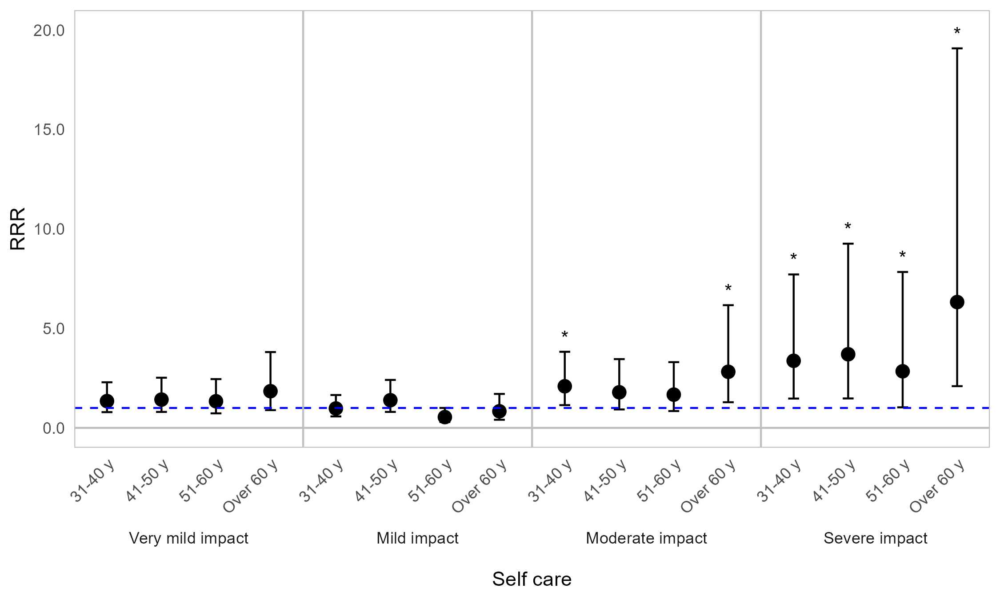 20.0
15.0
10.0
5.0
0.0
RRR
*
*
*
*
*
*
31-40 y
41-50 y
51-60 y
Over 60 y
31-40 y
41-50 y
51-60 y
Over 60 y
31-40 y
41-50 y
51-60 y
Over 60 y
31-40 y
41-50 y
51-60 y
Over 60 y
Very mild impact
Mild impact
Moderate impact
Severe impact
Self care